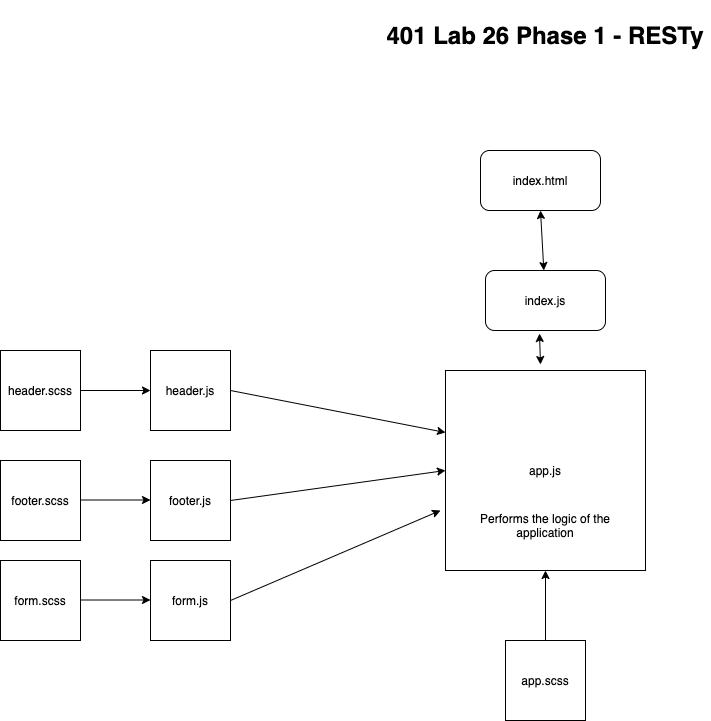 401 Lab 26 Phase 1 - RESTy
index.html
index.js
header.scss
header.js
footer.scss
footer.js
app.js
Performs the logic of the
application
form.scss
form.js
app.scss